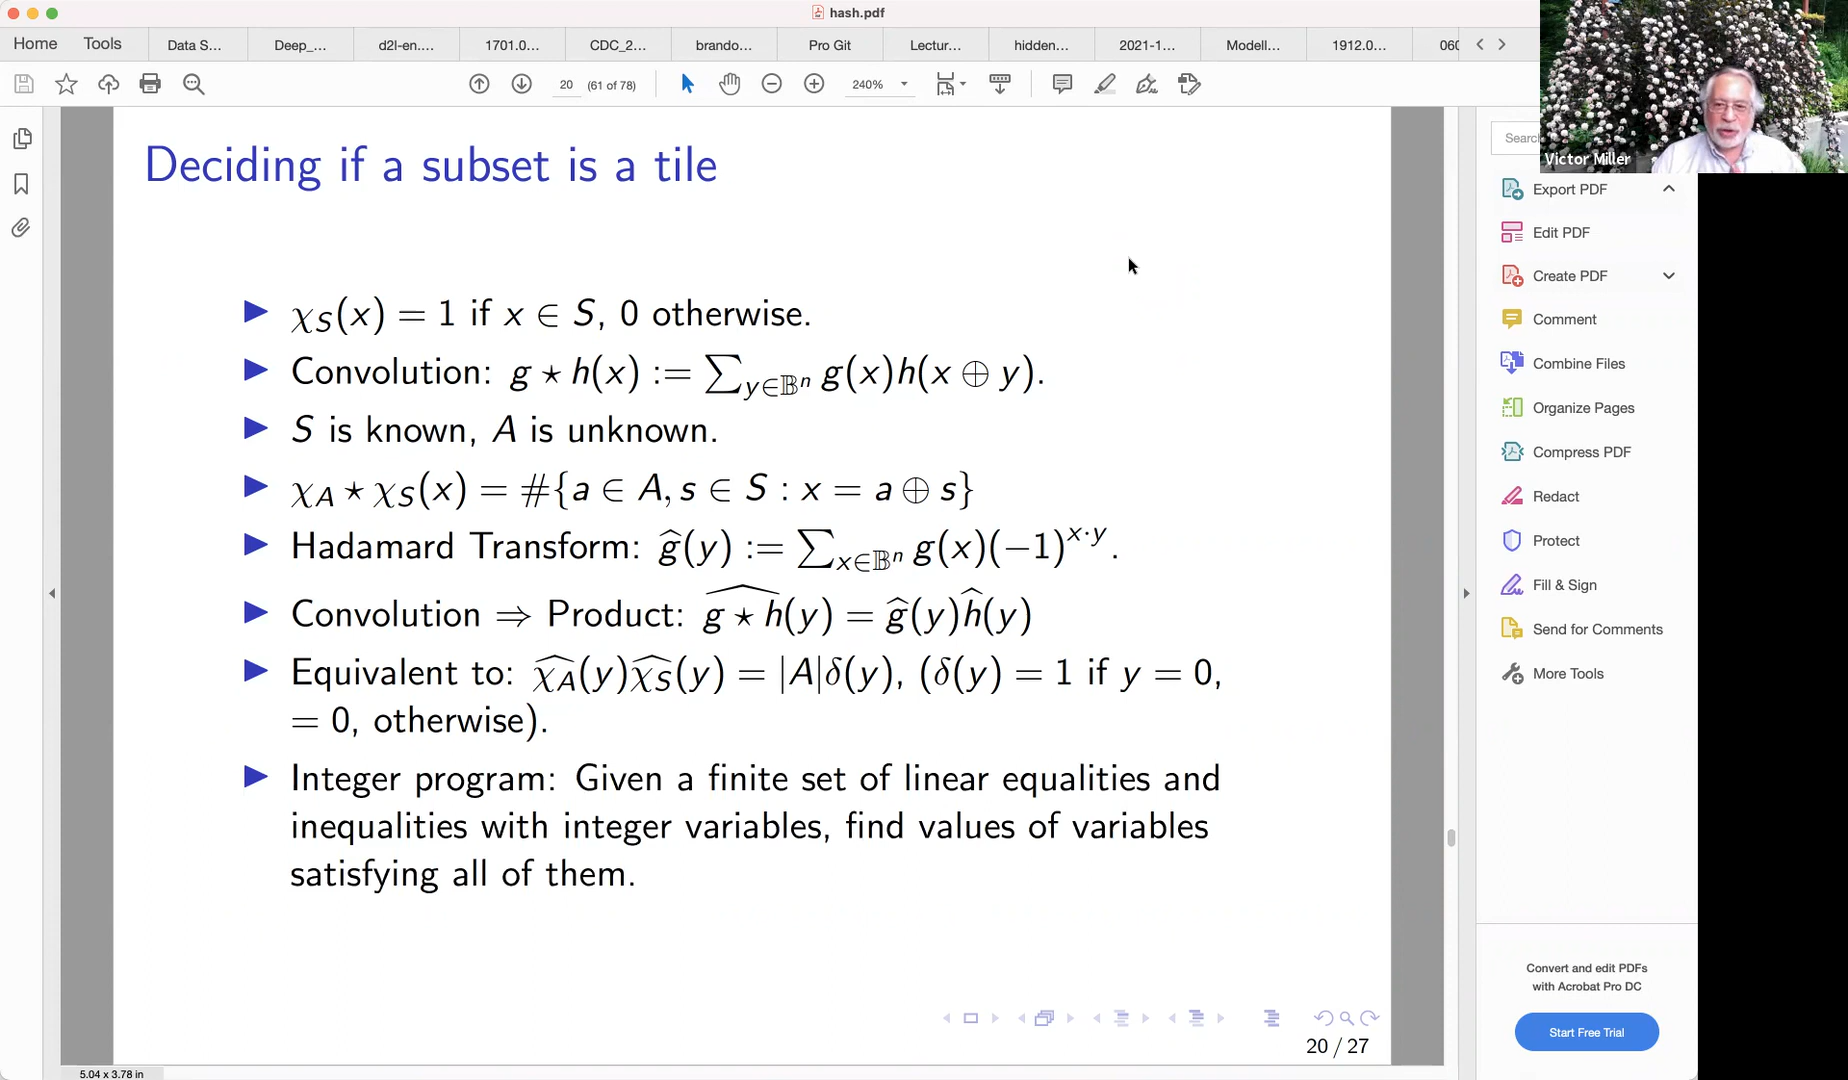 hash.pdf
Home Tools Data S... Deep_... d2l-en.... 1701.0... CDC_2... brando... Pro Git Lectur... hidden... 2021-1... Modell... 1912.0... 060
20 (61 of 78) 240%
Deciding if a subset is a tile
▶ χ_S(x) = 1 if x ∈ S, 0 otherwise.
▶ Convolution: g ⋆ h(x) := ∑_{y∈𝔹ⁿ} g(x)h(x ⊕ y).
▶ S is known, A is unknown.
▶ χ_A ⋆ χ_S(x) = #{a ∈ A, s ∈ S : x = a ⊕ s}
▶ Hadamard Transform: ĝ(y) := ∑_{x∈𝔹ⁿ} g(x)(−1)^{x·y}.
▶ Convolution ⇒ Product: \widehat{g ⋆ h}(y) = ĝ(y)ĥ(y)
▶ Equivalent to: \widehat{χ_A}(y)\widehat{χ_S}(y) = |A|δ(y), (δ(y) = 1 if y = 0,
= 0, otherwise).
▶ Integer program: Given a finite set of linear equalities and
inequalities with integer variables, find values of variables
satisfying all of them.
20 / 27
5.04 x 3.78 in
Victor Miller
Searc
Export PDF
Edit PDF
Create PDF
Comment
Combine Files
Organize Pages
Compress PDF
Redact
Protect
Fill & Sign
Send for Comments
More Tools
Convert and edit PDFs
with Acrobat Pro DC
Start Free Trial